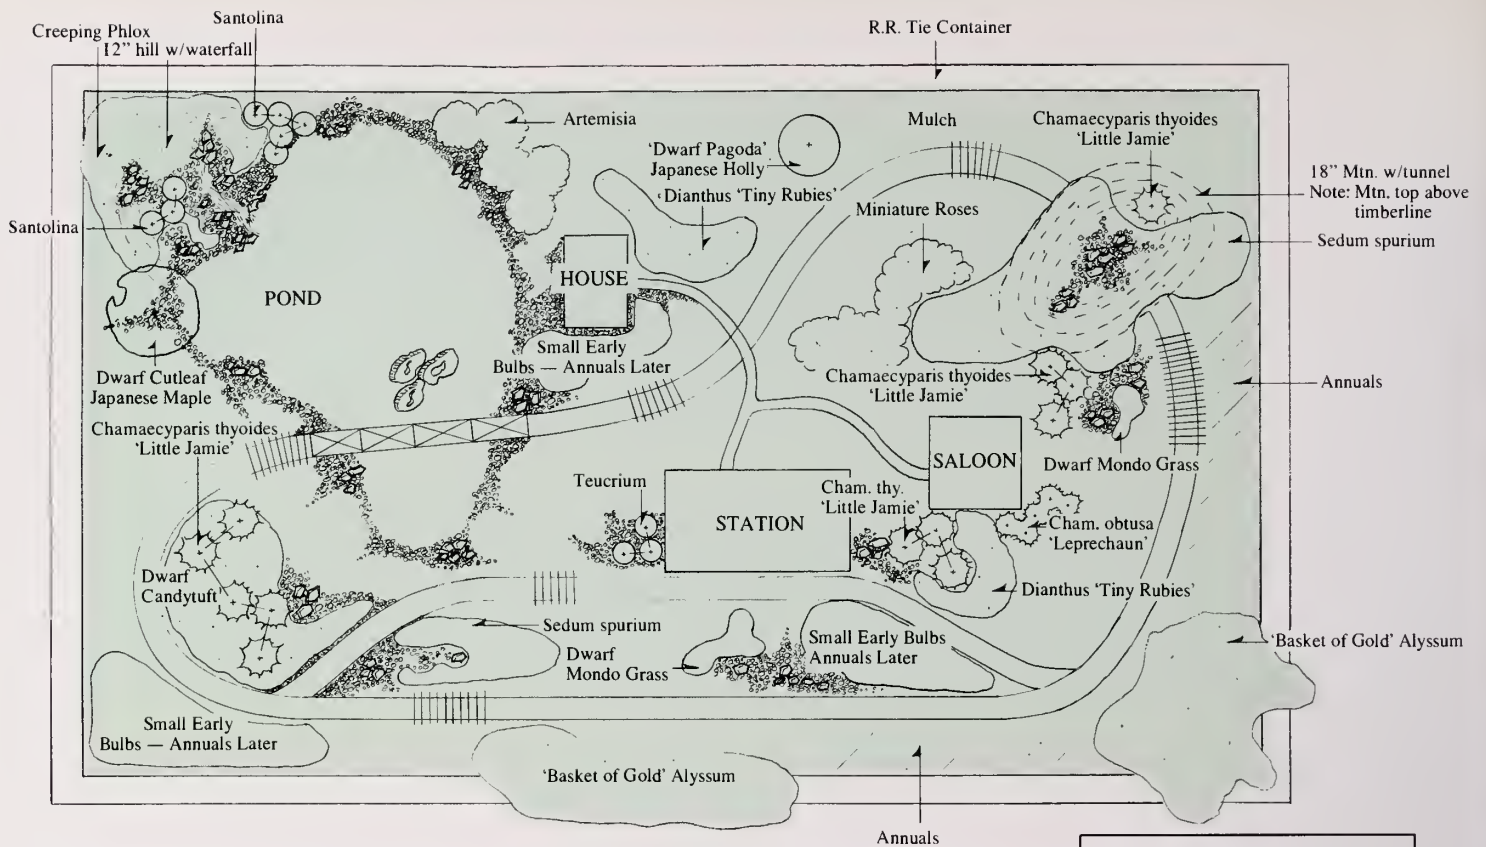 Santolina
Creeping Phlox
12” hill w/waterfall
R.R. Tie Container
Artemisia
Mulch
Chamaecyparis thyoides
'Little Jamie'
'Dwarf Pagoda'
Japanese Holly
Dianthus 'Tiny Rubies'
Miniature Roses
18” Mtn. w/tunnel
Note: Mtn. top above
timberline
Santolina
Sedum spurium
HOUSE
POND
Small Early
Bulbs — Annuals Later
Dwarf Cutleaf
Japanese Maple
Chamaecyparis thyoides
'Little Jamie'
Annuals
Chamaecyparis thyoides
'Little Jamie'
SALOON
Dwarf Mondo Grass
Teucrium
Cham. thy.
'Little Jamie'
STATION
Cham. obtusa
'Leprechaun'
Dwarf
Candytuft
Dianthus 'Tiny Rubies'
Sedum spurium
Dwarf
Mondo Grass
Small Early Bulbs
Annuals Later
'Basket of Gold' Alyssum
Small Early
Bulbs — Annuals Later
'Basket of Gold' Alyssum
Annuals